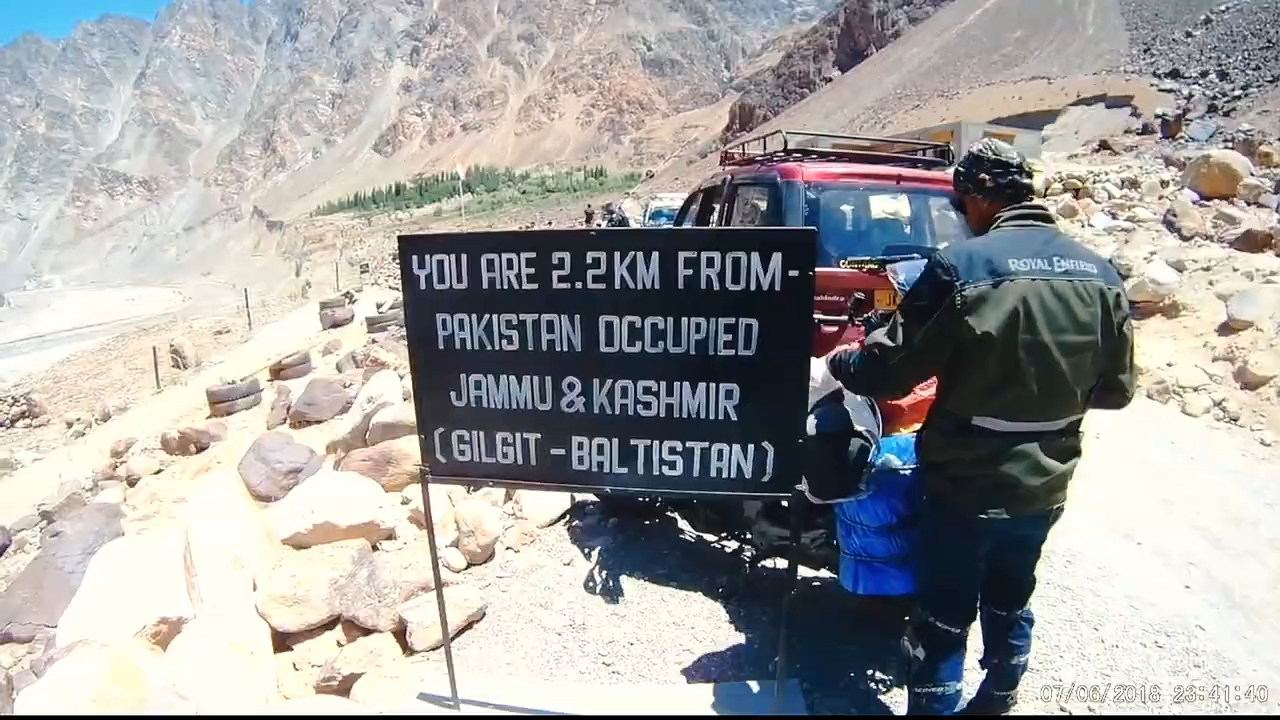 YOU ARE 2.2KM FROM-
PAKISTAN OCCUPIED
JAMMU & KASHMIR
(GILGIT-BALTISTAN)
ROYAL ENFIELD
07/06/2018 23:41:40